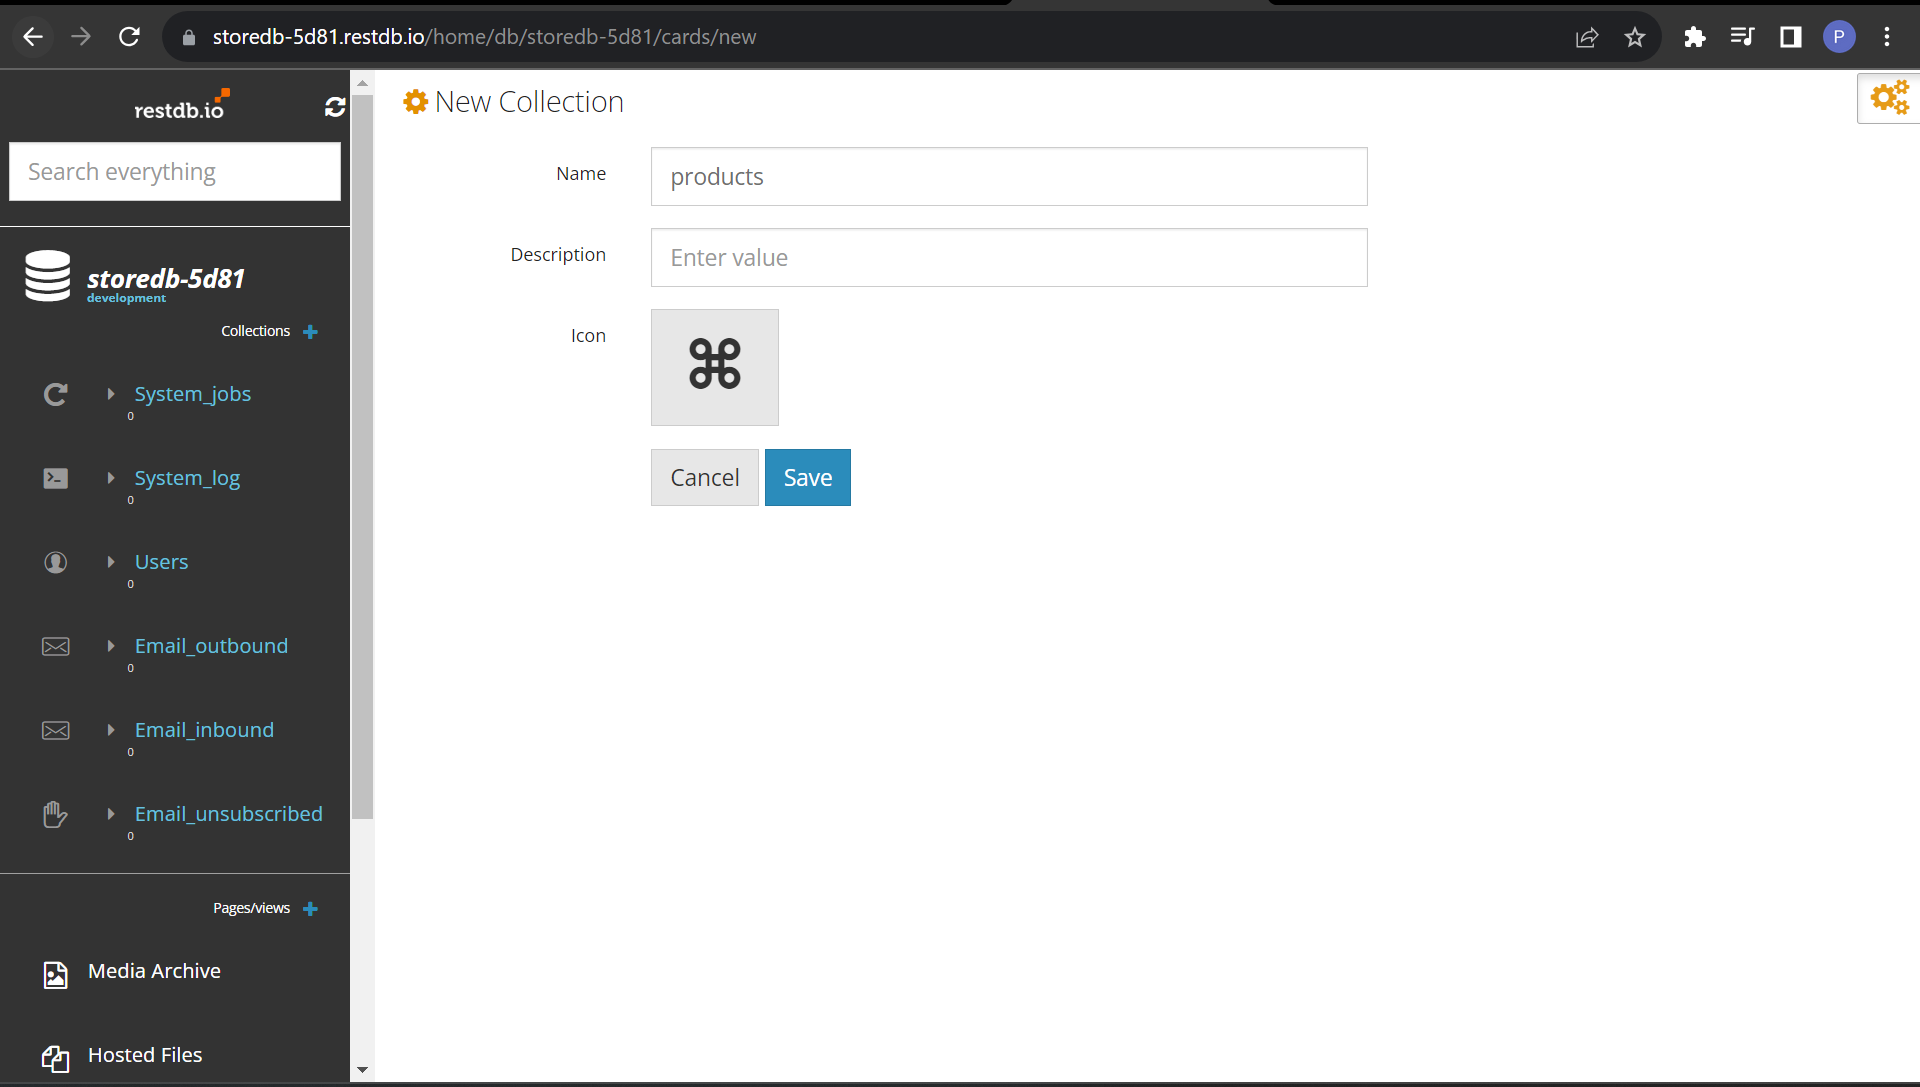 storedb-5d81.restdb.io/home/db/storedb-5d81/cards/new
P
restdb.io
Search everything
storedb-5d81
development
Collections
System_jobs
0
System_log
0
Users
0
Email_outbound
0
Email_inbound
0
Email_unsubscribed
0
Pages/views
Media Archive
Hosted Files
New Collection
Name
products
Description
Enter value
Icon
Cancel
Save